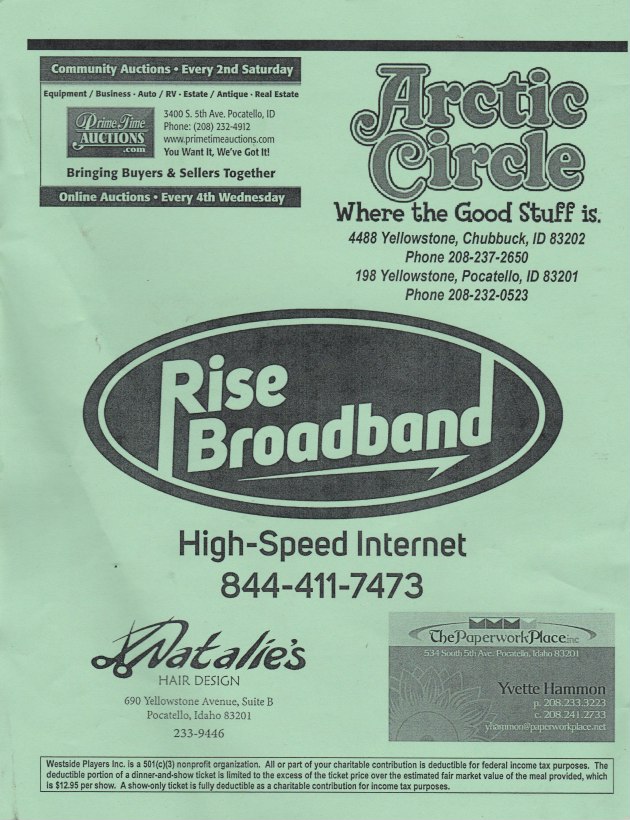 Community Auctions • Every 2nd Saturday
Equipment / Business · Auto / RV · Estate / Antique · Real Estate
Prime Time
AUCTIONS
.com
3400 S. 5th Ave. Pocatello, ID
Phone: (208) 232-4912
www.primetimeauctions.com
You Want It, We've Got It!
Bringing Buyers & Sellers Together
Online Auctions • Every 4th Wednesday
Arctic
Circle
Where the Good Stuff is.
4488 Yellowstone, Chubbuck, ID 83202
Phone 208-237-2650
198 Yellowstone, Pocatello, ID 83201
Phone 208-232-0523
Rise
Broadband
High-Speed Internet
844-411-7473
Natalie's
HAIR DESIGN
690 Yellowstone Avenue, Suite B
Pocatello, Idaho 83201
233-9446
ThePaperworkPlace.inc
534 South 5th Ave. Pocatello, Idaho 83201
Yvette Hammon
p. 208.233.3223
c. 208.241.2733
yhammon@paperworkplace.net
Westside Players Inc. is a 501(c)(3) nonprofit organization. All or part of your charitable contribution is deductible for federal income tax purposes. The
deductible portion of a dinner-and-show ticket is limited to the excess of the ticket price over the estimated fair market value of the meal provided, which
is $12.95 per show. A show-only ticket is fully deductible as a charitable contribution for income tax purposes.